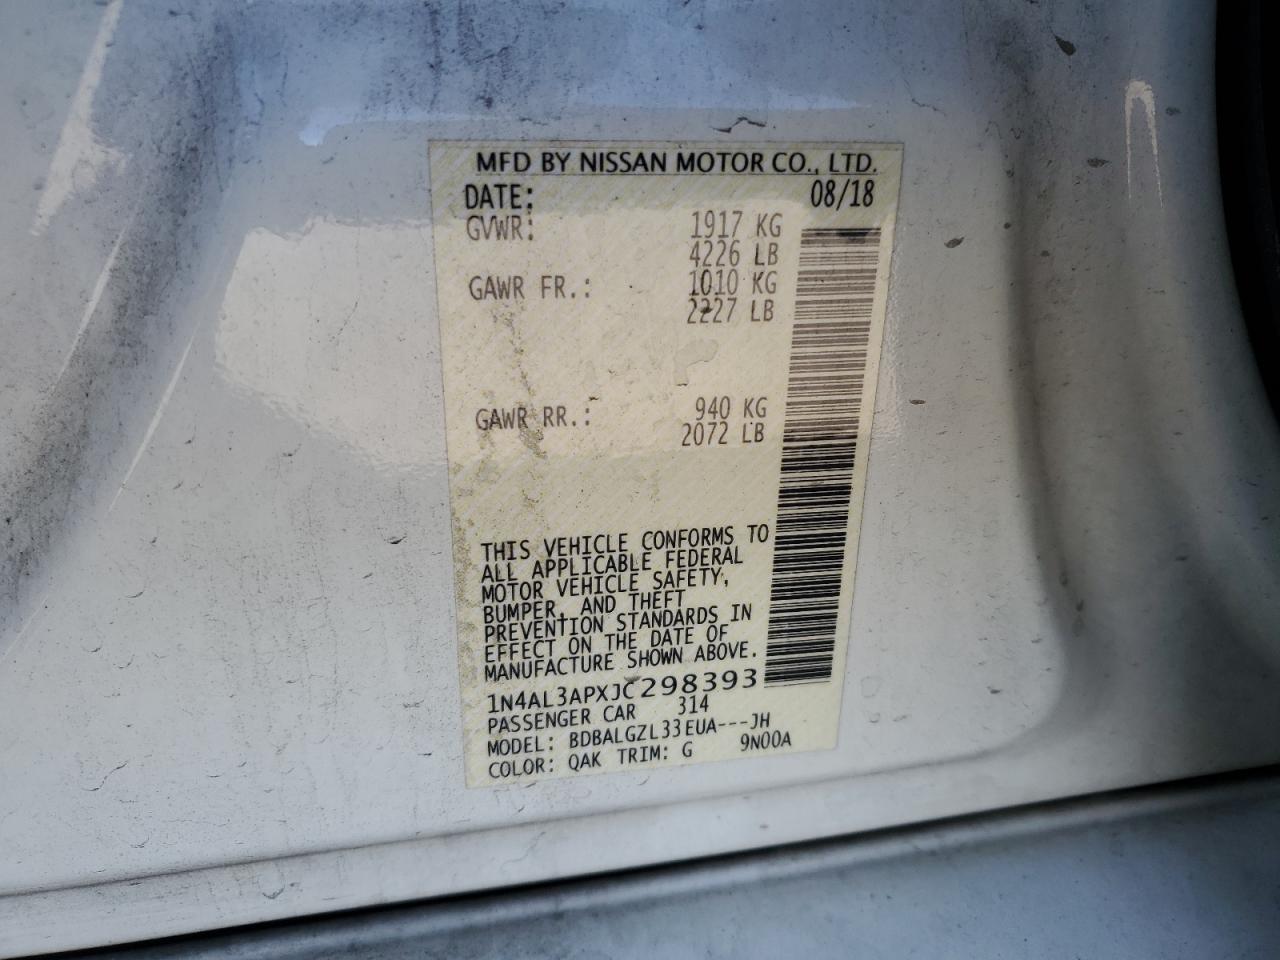 MFD BY NISSAN MOTOR CO., LTD.
DATE: 08/18
GVWR: 1917 KG
4226 LB
GAWR FR.: 1010 KG
2227 LB
GAWR RR.: 940 KG
2072 LB
THIS VEHICLE CONFORMS TO
ALL APPLICABLE FEDERAL
MOTOR VEHICLE SAFETY,
BUMPER, AND THEFT
PREVENTION STANDARDS IN
EFFECT ON THE DATE OF
MANUFACTURE SHOWN ABOVE.
1N4AL3APXJC298393
PASSENGER CAR 314
MODEL: BDBALGZL33EUA---JH
COLOR: QAK TRIM: G 9N00A